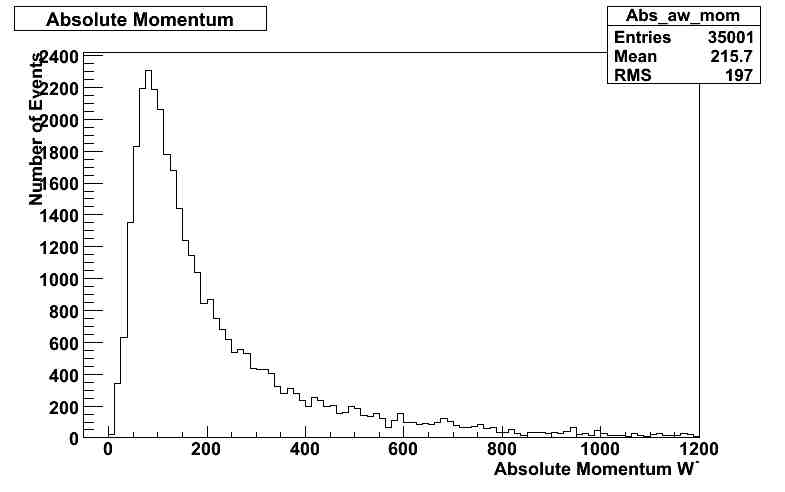 Absolute Momentum
Abs_aw_mom
Entries 35001
Mean 215.7
RMS 197
Number of Events
2400
2200
2000
1800
1600
1400
1200
1000
800
600
400
200
0
0 200 400 600 800 1000 1200
Absolute Momentum W⁻